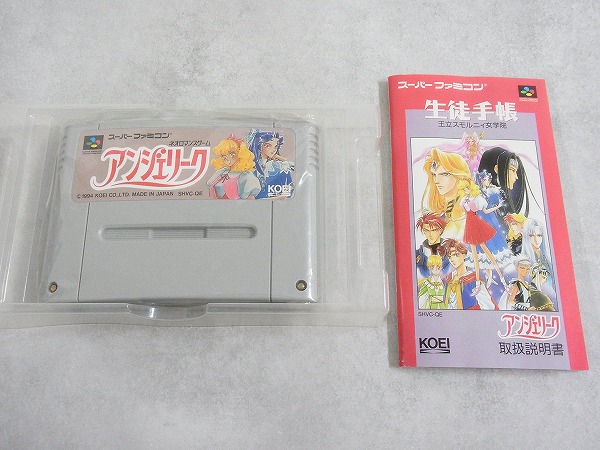 スーパーファミコン
ネオロマンスゲーム
アンジェリーク
KOEI
© 1994 KOEI CO., LTD. MADE IN JAPAN SHVC-QE
スーパーファミコン
生徒手帳
王立スモルニィ女学院
SHVC-QE
アンジェリーク
KOEI
取扱説明書